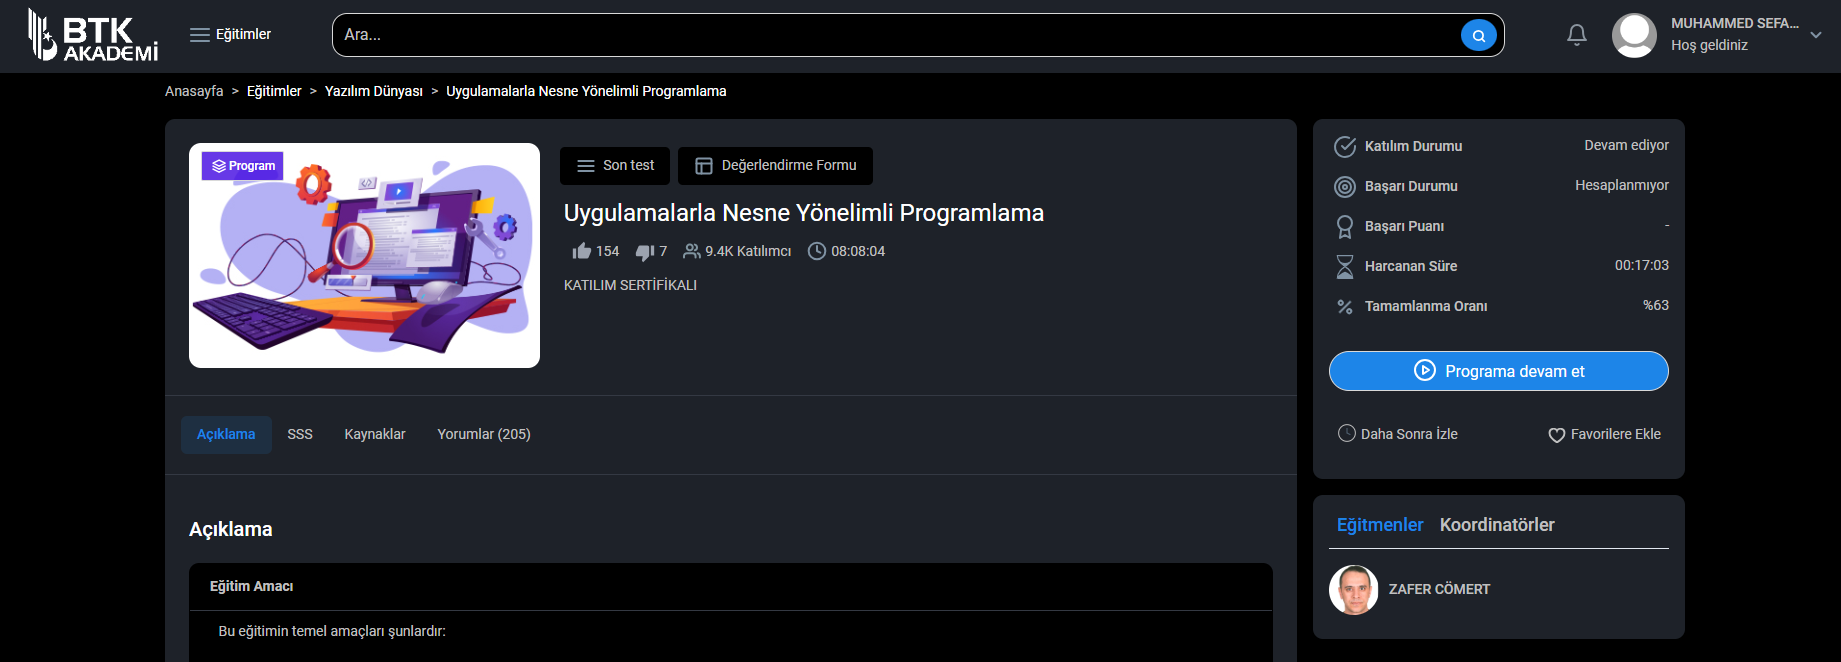 BTK
AKADEMİ
Eğitimler
Ara...
MUHAMMED SEFA...
Hoş geldiniz
Anasayfa > Eğitimler > Yazılım Dünyası > Uygulamalarla Nesne Yönelimli Programlama
Program
Son test
Değerlendirme Formu
Uygulamalarla Nesne Yönelimli Programlama
154 7 9.4K Katılımcı 08:08:04
KATILIM SERTİFİKALI
Açıklama SSS Kaynaklar Yorumlar (205)
Açıklama
Eğitim Amacı
Bu eğitimin temel amaçları şunlardır:
Katılım Durumu Devam ediyor
Başarı Durumu Hesaplanmıyor
Başarı Puanı -
Harcanan Süre 00:17:03
Tamamlanma Oranı %63
Programa devam et
Daha Sonra İzle Favorilere Ekle
Eğitmenler Koordinatörler
ZAFER CÖMERT